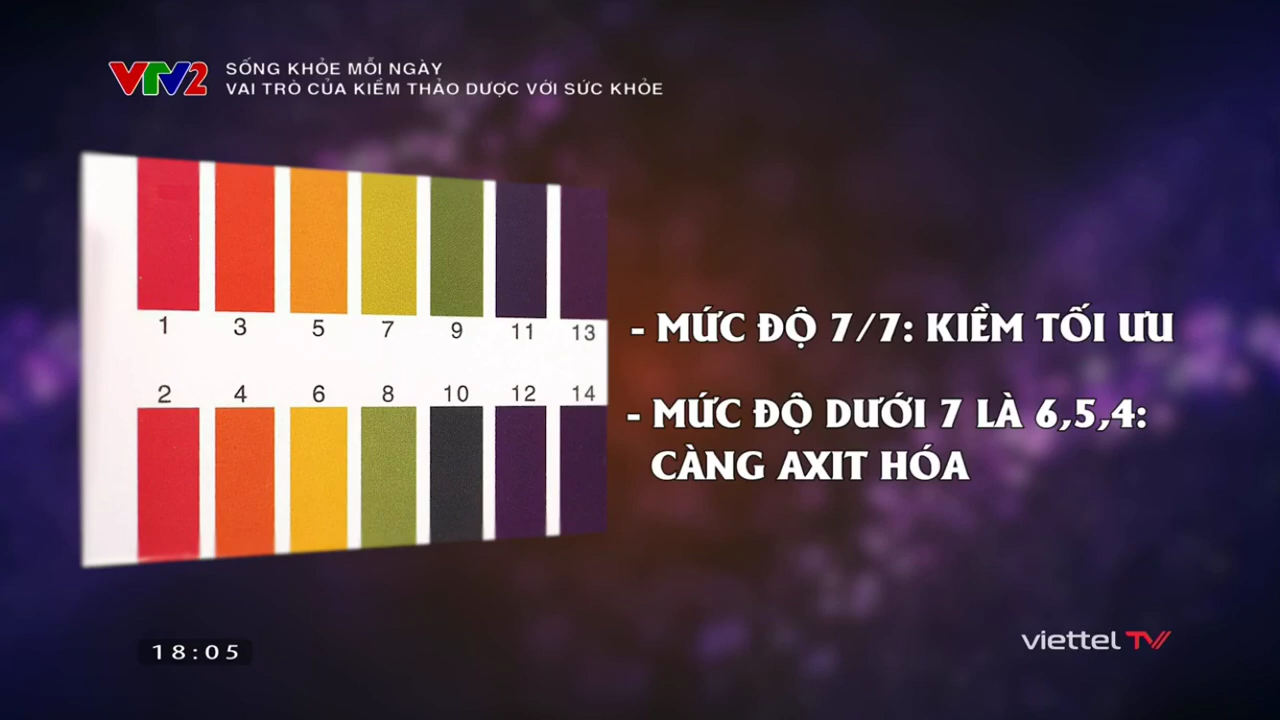 VTV2
SỐNG KHỎE MỖI NGÀY
VAI TRÒ CỦA KIỀM THẢO DƯỢC VỚI SỨC KHỎE
1 3 5 7 9 11 13
2 4 6 8 10 12 14
- MỨC ĐỘ 7/7: KIỀM TỐI ƯU
- MỨC ĐỘ DƯỚI 7 LÀ 6,5,4:
CÀNG AXIT HÓA
18:05
viettel TV